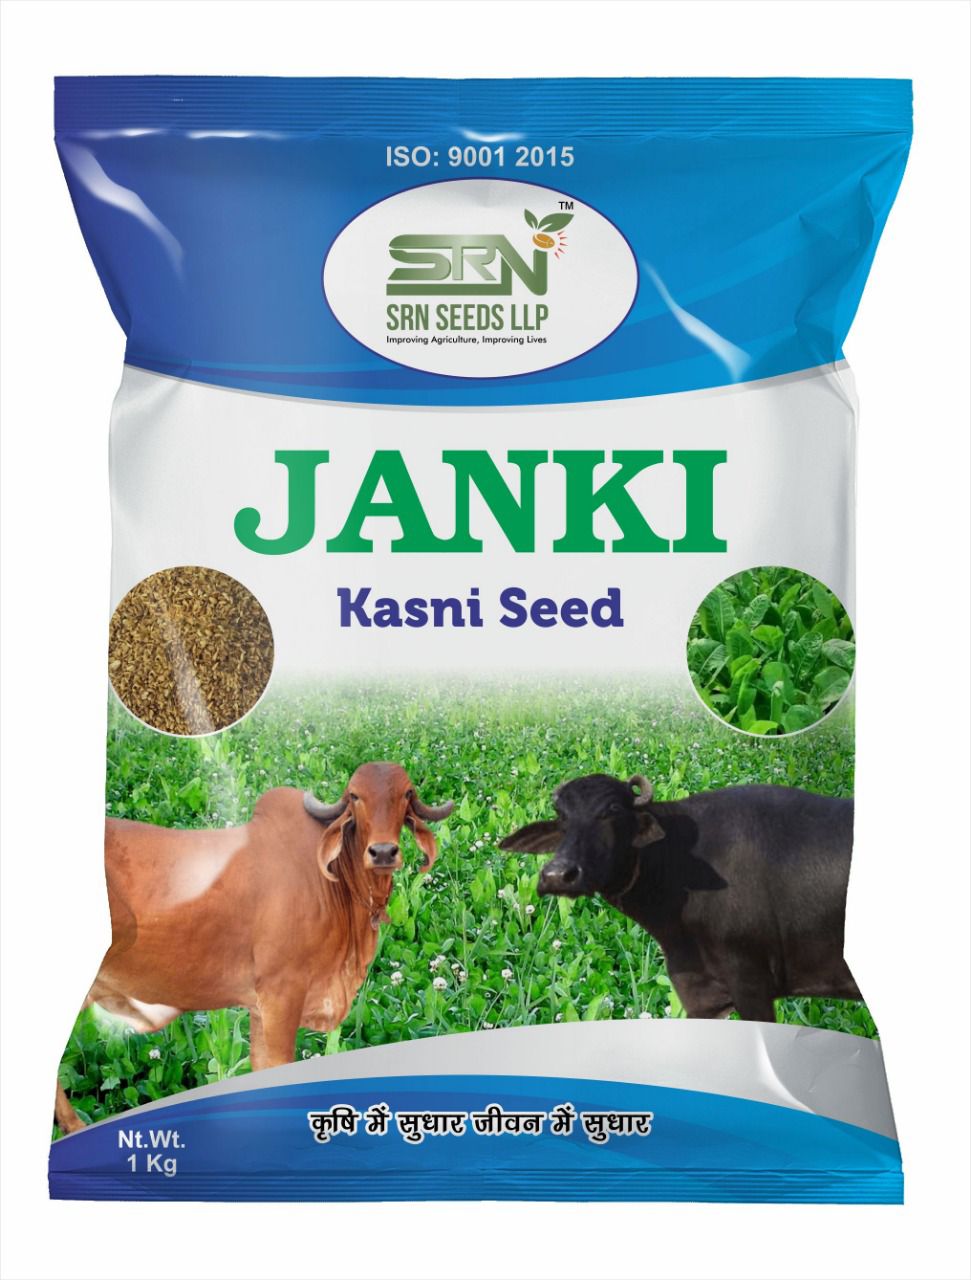 ISO: 9001 2015
TM
SRN
SRN SEEDS LLP
Improving Agriculture, Improving Lives
JANKI
Kasni Seed
कृषि में सुधार जीवन में सुधार
Nt.Wt.
1 Kg